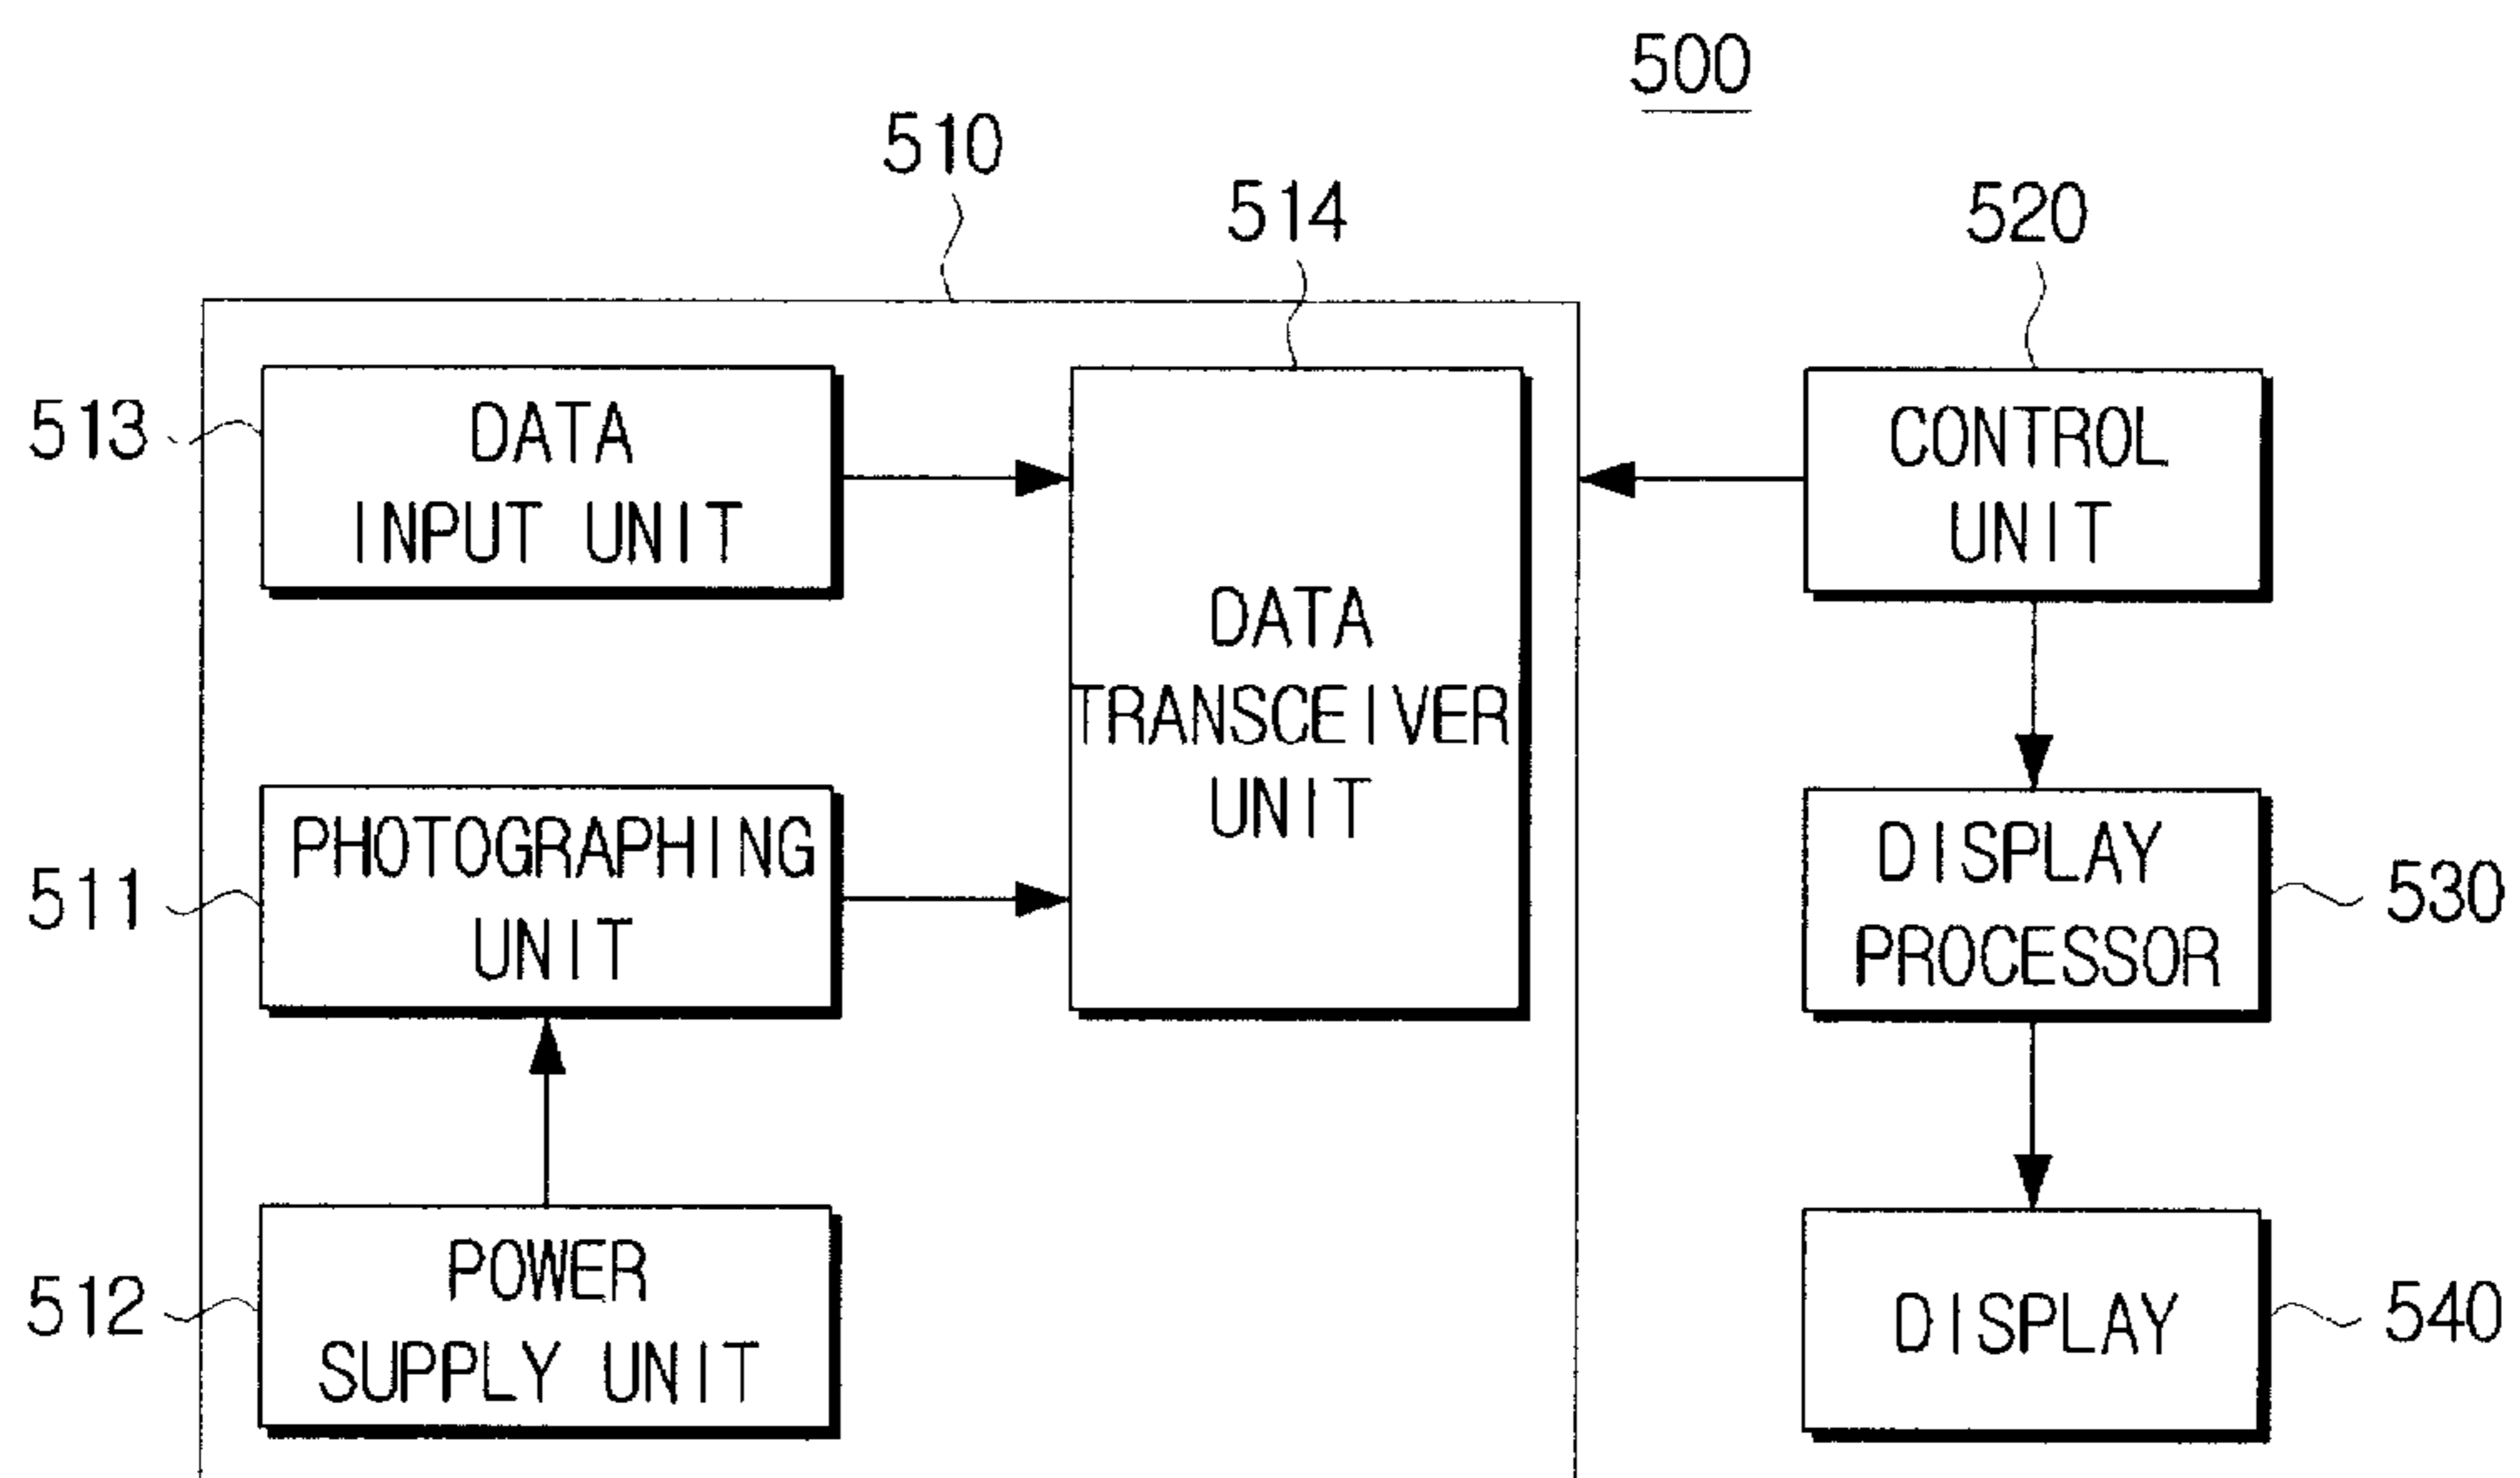 500
510
514
520
513
DATA
INPUT UNIT
CONTROL
UNIT
DATA
TRANSCEIVER
UNIT
511
PHOTOGRAPHING
UNIT
DISPLAY
PROCESSOR
530
512
POWER
SUPPLY UNIT
DISPLAY
540